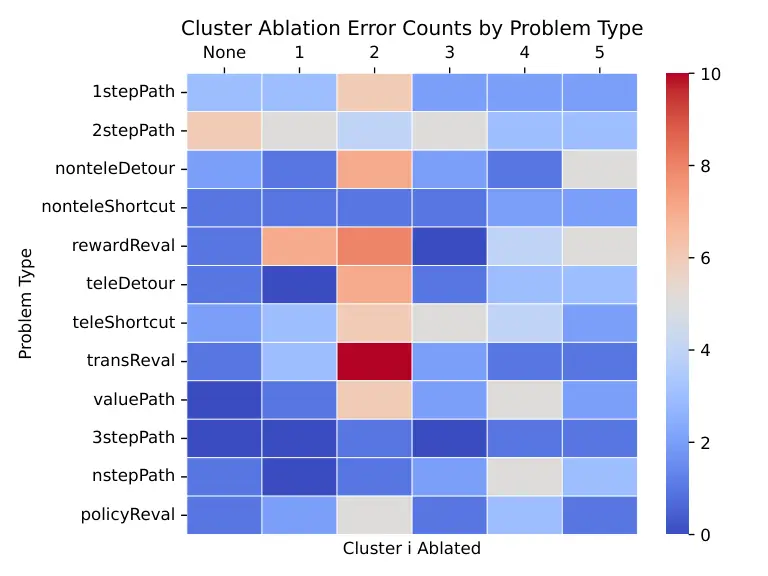 Cluster Ablation Error Counts by Problem Type
None 1 2 3 4 5
1stepPath
2stepPath
nonteleDetour
nonteleShortcut
rewardReval
teleDetour
teleShortcut
transReval
valuePath
3stepPath
nstepPath
policyReval
Problem Type
Cluster i Ablated
10
8
6
4
2
0